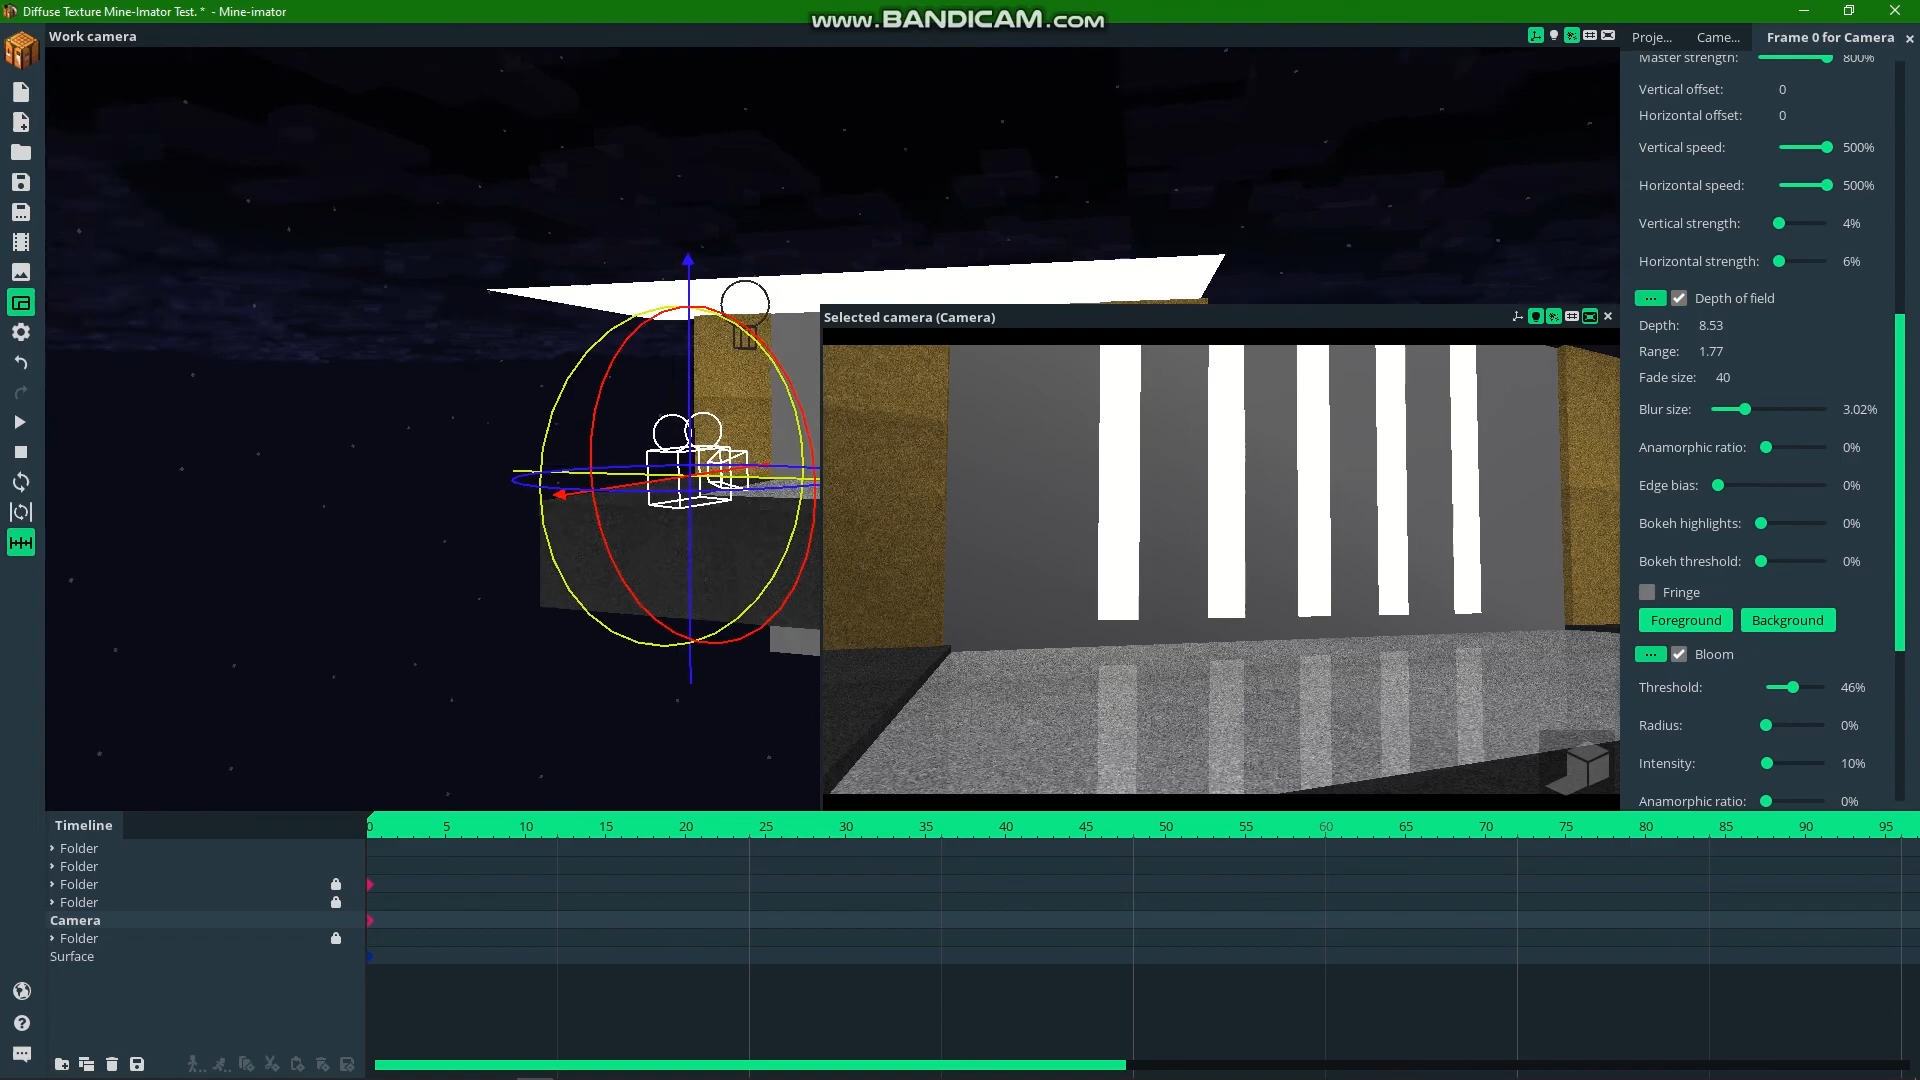 Diffuse Texture Mine-Imator Test. * - Mine-imator
www.BANDICAM.com
Work camera
Proje...
Came...
Frame 0 for Camera
Master strength: 800%
Vertical offset: 0
Horizontal offset: 0
Vertical speed: 500%
Horizontal speed: 500%
Vertical strength: 4%
Horizontal strength: 6%
Depth of field
Selected camera (Camera)
Depth: 8.53
Range: 1.77
Fade size: 40
Blur size: 3.02%
Anamorphic ratio: 0%
Edge bias: 0%
Bokeh highlights: 0%
Bokeh threshold: 0%
Fringe
Foreground
Background
Bloom
Threshold: 46%
Radius: 0%
Intensity: 10%
Anamorphic ratio: 0%
Timeline
0 5 10 15 20 25 30 35 40 45 50 55 60 65 70 75 80 85 90 95
Folder
Folder
Folder
Folder
Camera
Folder
Surface